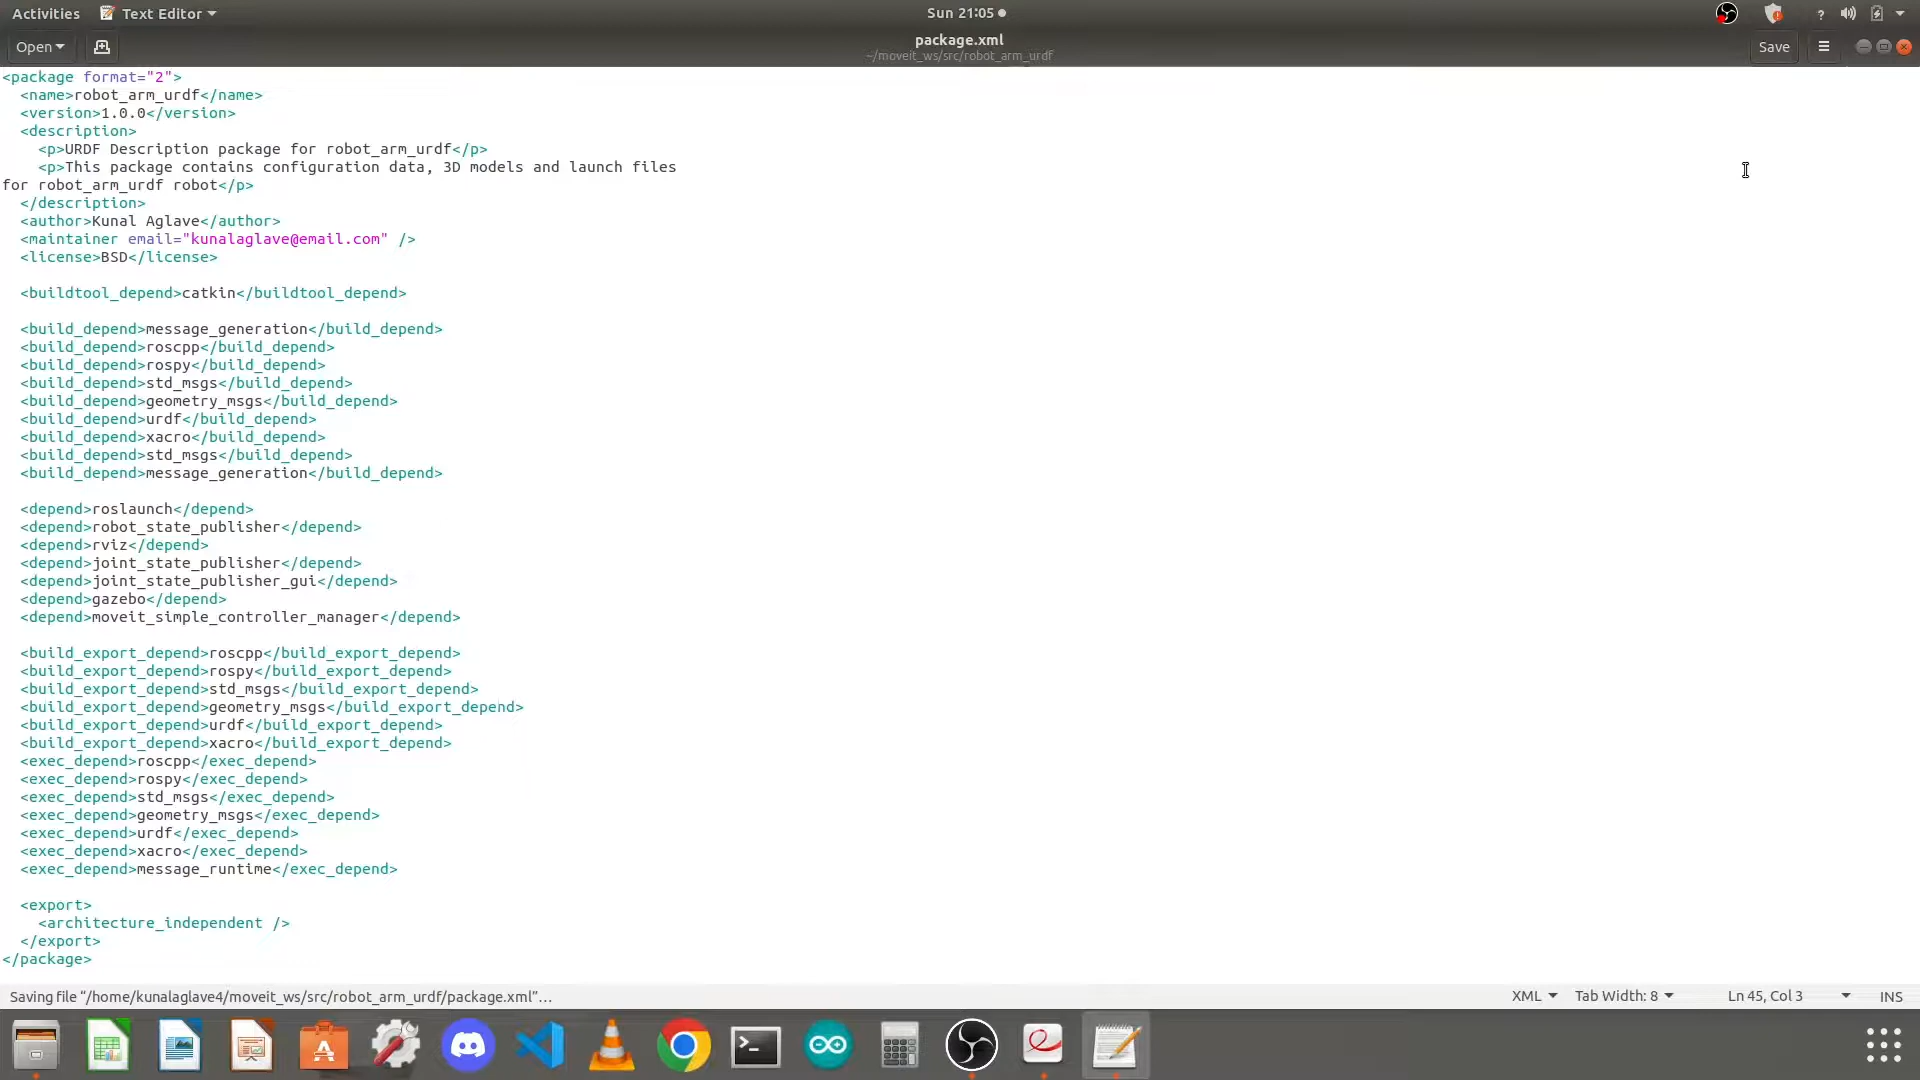 Activities Text Editor Sun 21:05
Open package.xml Save
~/moveit_ws/src/robot_arm_urdf
<package format="2">
  <name>robot_arm_urdf</name>
  <version>1.0.0</version>
  <description>
    <p>URDF Description package for robot_arm_urdf</p>
    <p>This package contains configuration data, 3D models and launch files
for robot_arm_urdf robot</p>
  </description>
  <author>Kunal Aglave</author>
  <maintainer email="kunalaglave@email.com" />
  <license>BSD</license>
  <buildtool_depend>catkin</buildtool_depend>
  <build_depend>message_generation</build_depend>
  <build_depend>roscpp</build_depend>
  <build_depend>rospy</build_depend>
  <build_depend>std_msgs</build_depend>
  <build_depend>geometry_msgs</build_depend>
  <build_depend>urdf</build_depend>
  <build_depend>xacro</build_depend>
  <build_depend>std_msgs</build_depend>
  <build_depend>message_generation</build_depend>
  <depend>roslaunch</depend>
  <depend>robot_state_publisher</depend>
  <depend>rviz</depend>
  <depend>joint_state_publisher</depend>
  <depend>joint_state_publisher_gui</depend>
  <depend>gazebo</depend>
  <depend>moveit_simple_controller_manager</depend>
  <build_export_depend>roscpp</build_export_depend>
  <build_export_depend>rospy</build_export_depend>
  <build_export_depend>std_msgs</build_export_depend>
  <build_export_depend>geometry_msgs</build_export_depend>
  <build_export_depend>urdf</build_export_depend>
  <build_export_depend>xacro</build_export_depend>
  <exec_depend>roscpp</exec_depend>
  <exec_depend>rospy</exec_depend>
  <exec_depend>std_msgs</exec_depend>
  <exec_depend>geometry_msgs</exec_depend>
  <exec_depend>urdf</exec_depend>
  <exec_depend>xacro</exec_depend>
  <exec_depend>message_runtime</exec_depend>
  <export>
    <architecture_independent />
  </export>
</package>
Saving file “/home/kunalaglave4/moveit_ws/src/robot_arm_urdf/package.xml”… XML Tab Width: 8 Ln 45, Col 3 INS